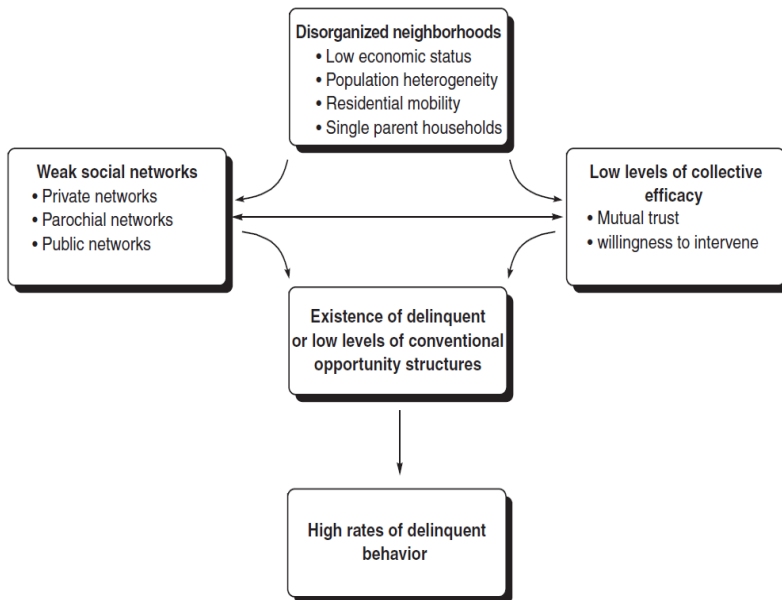 Disorganized neighborhoods
• Low economic status
• Population heterogeneity
• Residential mobility
• Single parent households
Weak social networks
• Private networks
• Parochial networks
• Public networks
Low levels of collective
efficacy
• Mutual trust
• willingness to intervene
Existence of delinquent
or low levels of conventional
opportunity structures
High rates of delinquent
behavior